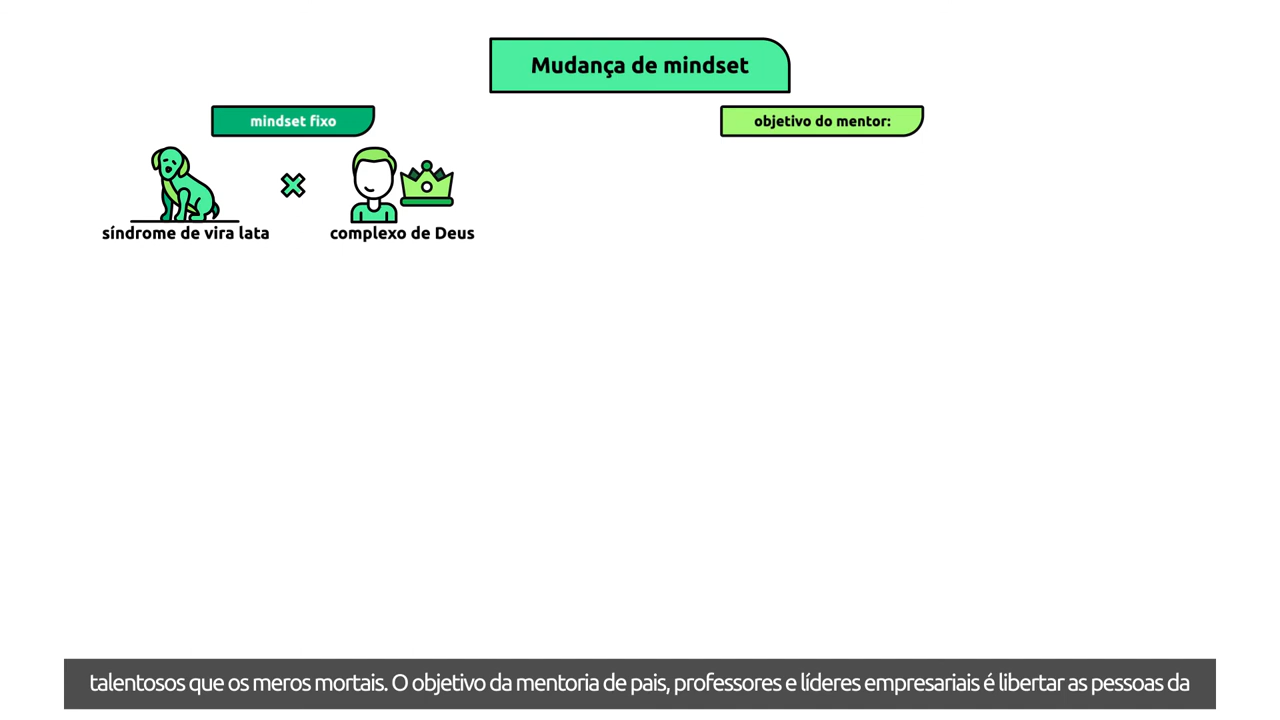 Mudança de mindset
mindset fixo
objetivo do mentor:
síndrome de vira lata
complexo de Deus
talentosos que os meros mortais. O objetivo da mentoria de pais, professores e líderes empresariais é libertar as pessoas da